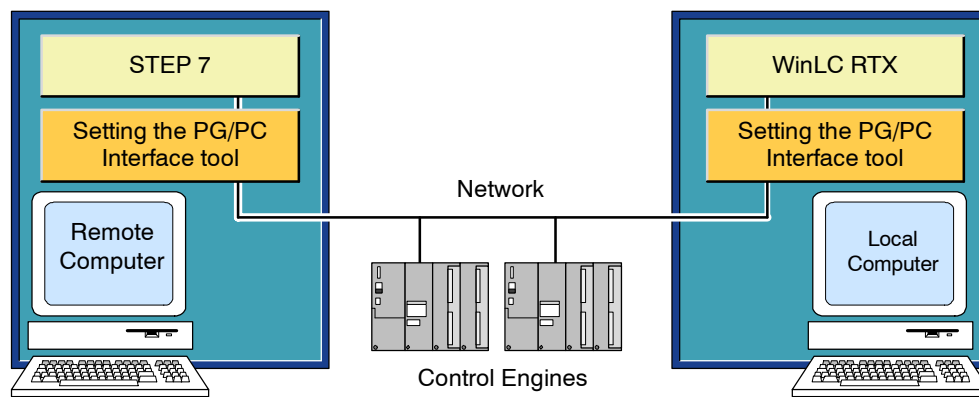 STEP 7
Setting the PG/PC
Interface tool
Remote
Computer
Network
Control Engines
WinLC RTX
Setting the PG/PC
Interface tool
Local
Computer